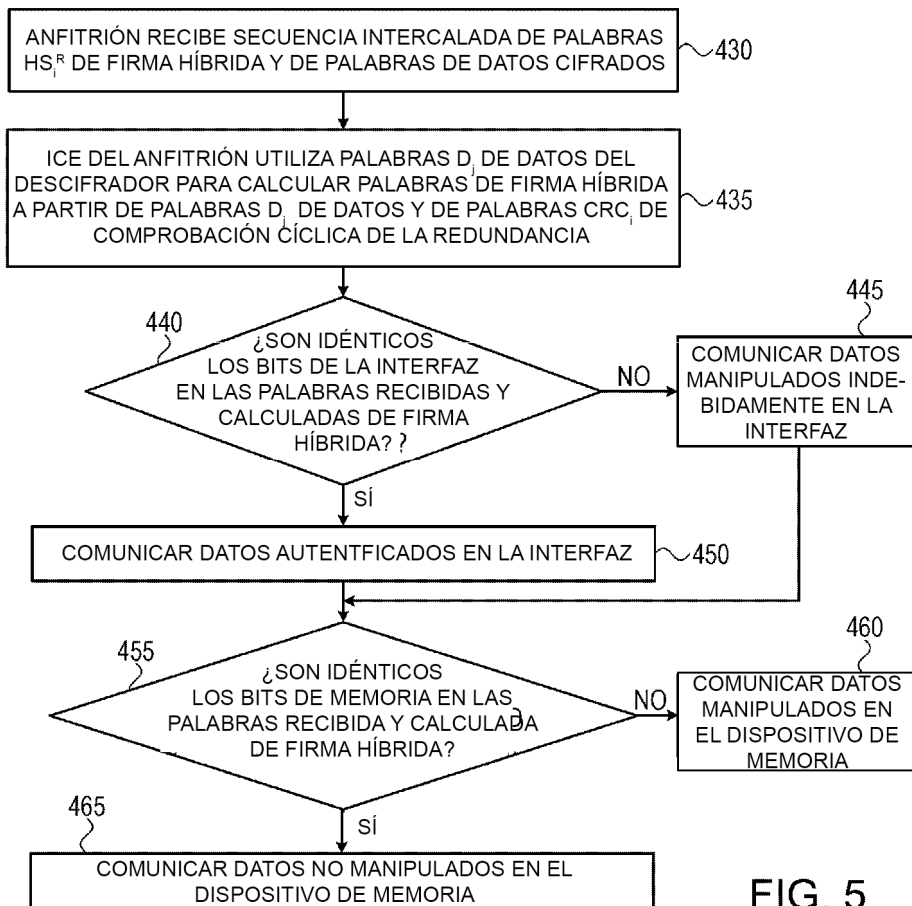 ANFITRIÓN RECIBE SECUENCIA INTERCALADA DE PALABRAS
HSᵢᴿ DE FIRMA HÍBRIDA Y DE PALABRAS DE DATOS CIFRADOS
430
ICE DEL ANFITRIÓN UTILIZA PALABRAS Dⱼ DE DATOS DEL
DESCIFRADOR PARA CALCULAR PALABRAS DE FIRMA HÍBRIDA
A PARTIR DE PALABRAS Dⱼ DE DATOS Y DE PALABRAS CRCᵢ DE
COMPROBACIÓN CÍCLICA DE LA REDUNDANCIA
435
440
¿SON IDÉNTICOS
LOS BITS DE LA INTERFAZ
EN LAS PALABRAS RECIBIDAS Y
CALCULADAS DE FIRMA
HÍBRIDA? ?
NO
445
COMUNICAR DATOS
MANIPULADOS INDE-
BIDAMENTE EN LA
INTERFAZ
SÍ
COMUNICAR DATOS AUTENTFICADOS EN LA INTERFAZ
450
455
¿SON IDÉNTICOS
LOS BITS DE MEMORIA EN LAS
PALABRAS RECIBIDA Y CALCULADA
DE FIRMA HÍBRIDA?
?
NO
460
COMUNICAR DATOS
MANIPULADOS EN
EL DISPOSITIVO DE
MEMORIA
SÍ
465
COMUNICAR DATOS NO MANIPULADOS EN EL
DISPOSITIVO DE MEMORIA
FIG. 5